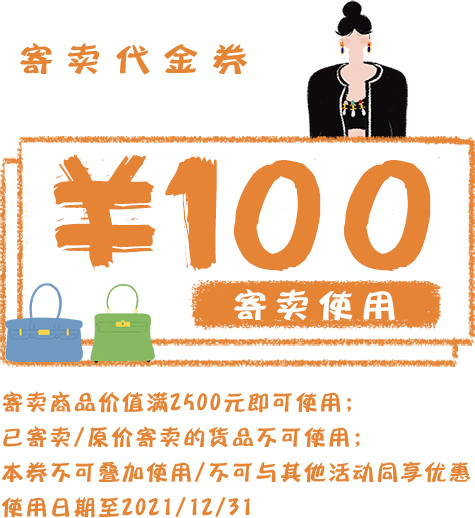 寄卖代金券
¥100
寄卖使用
寄卖商品价值满2500元即可使用；
已寄卖/原价寄卖的货品不可使用；
本券不可叠加使用/不可与其他活动同享优惠
使用日期至2021/12/31